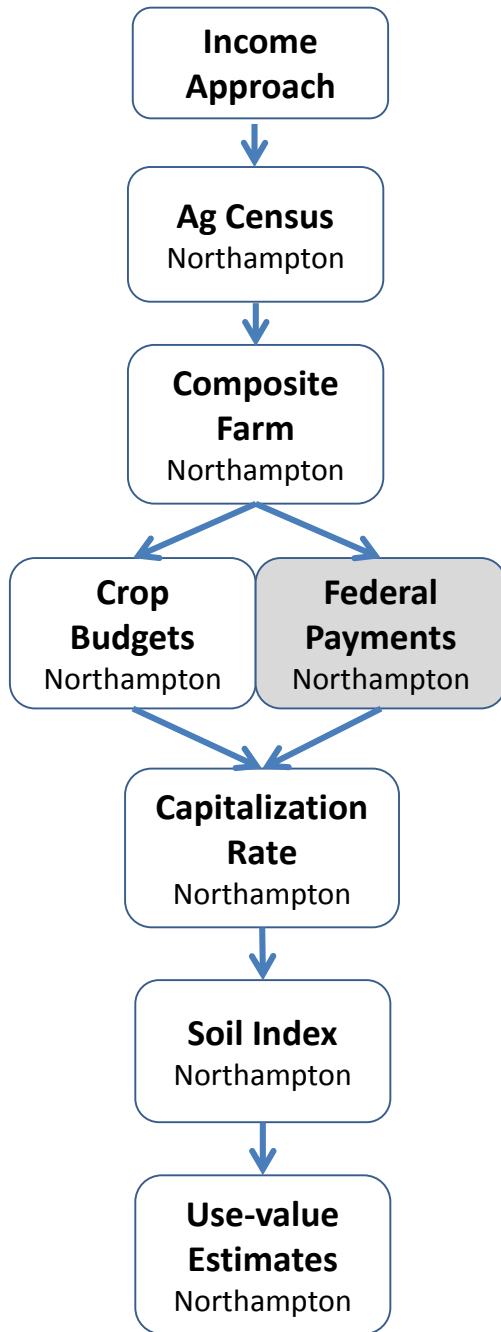 Income
Approach
Ag Census
Northampton
Composite
Farm
Northampton
Crop
Budgets
Northampton
Federal
Payments
Northampton
Capitalization
Rate
Northampton
Soil Index
Northampton
Use-value
Estimates
Northampton